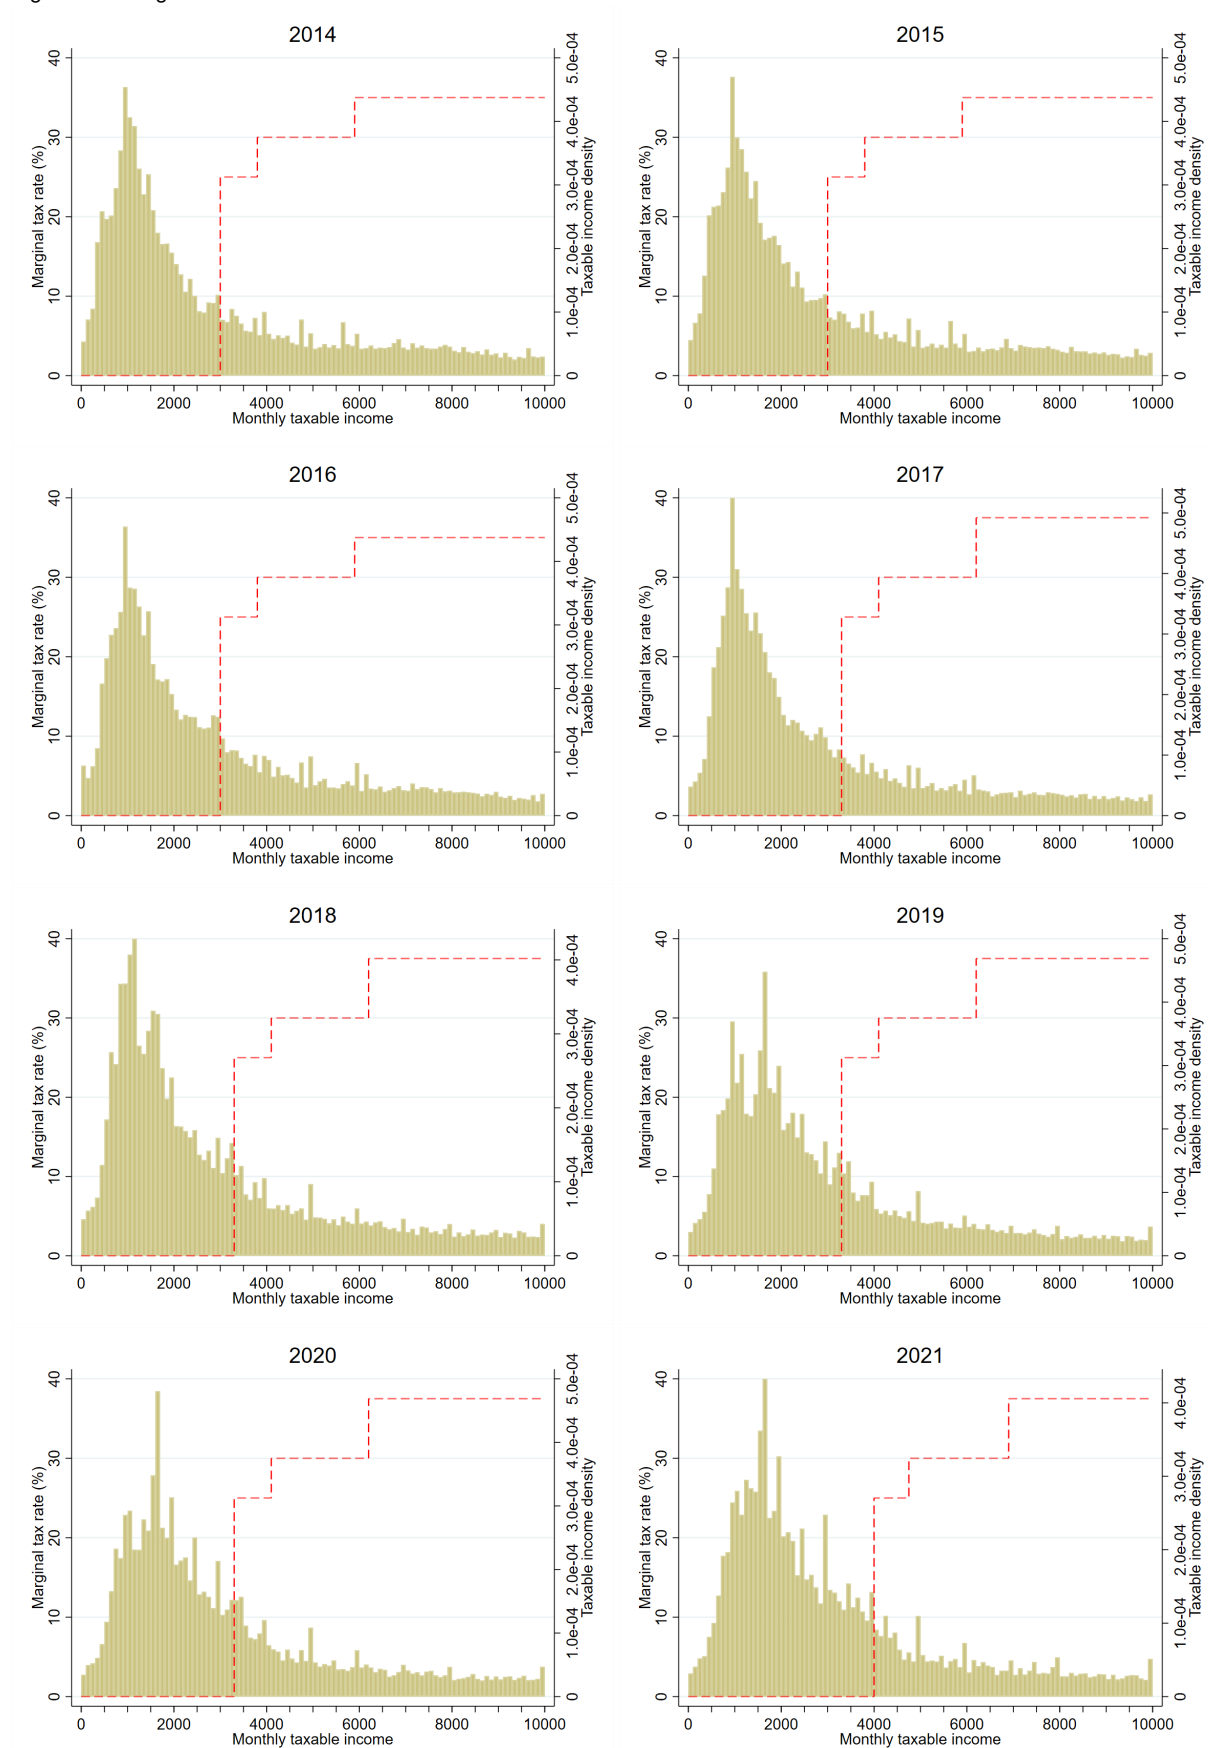 2014
Marginal tax rate (%)
0 10 20 30 40
0 1.0e-04 2.0e-04 3.0e-04 4.0e-04 5.0e-04
Taxable income density
0 2000 4000 6000 8000 10000
Monthly taxable income
2015
Marginal tax rate (%)
0 10 20 30 40
0 1.0e-04 2.0e-04 3.0e-04 4.0e-04 5.0e-04
Taxable income density
0 2000 4000 6000 8000 10000
Monthly taxable income
2016
Marginal tax rate (%)
0 10 20 30 40
0 1.0e-04 2.0e-04 3.0e-04 4.0e-04 5.0e-04
Taxable income density
0 2000 4000 6000 8000 10000
Monthly taxable income
2017
Marginal tax rate (%)
0 10 20 30 40
0 1.0e-04 2.0e-04 3.0e-04 4.0e-04 5.0e-04
Taxable income density
0 2000 4000 6000 8000 10000
Monthly taxable income
2018
Marginal tax rate (%)
0 10 20 30 40
0 1.0e-04 2.0e-04 3.0e-04 4.0e-04
Taxable income density
0 2000 4000 6000 8000 10000
Monthly taxable income
2019
Marginal tax rate (%)
0 10 20 30 40
0 1.0e-04 2.0e-04 3.0e-04 4.0e-04 5.0e-04
Taxable income density
0 2000 4000 6000 8000 10000
Monthly taxable income
2020
Marginal tax rate (%)
0 10 20 30 40
0 1.0e-04 2.0e-04 3.0e-04 4.0e-04 5.0e-04
Taxable income density
0 2000 4000 6000 8000 10000
Monthly taxable income
2021
Marginal tax rate (%)
0 10 20 30 40
0 1.0e-04 2.0e-04 3.0e-04 4.0e-04
Taxable income density
0 2000 4000 6000 8000 10000
Monthly taxable income